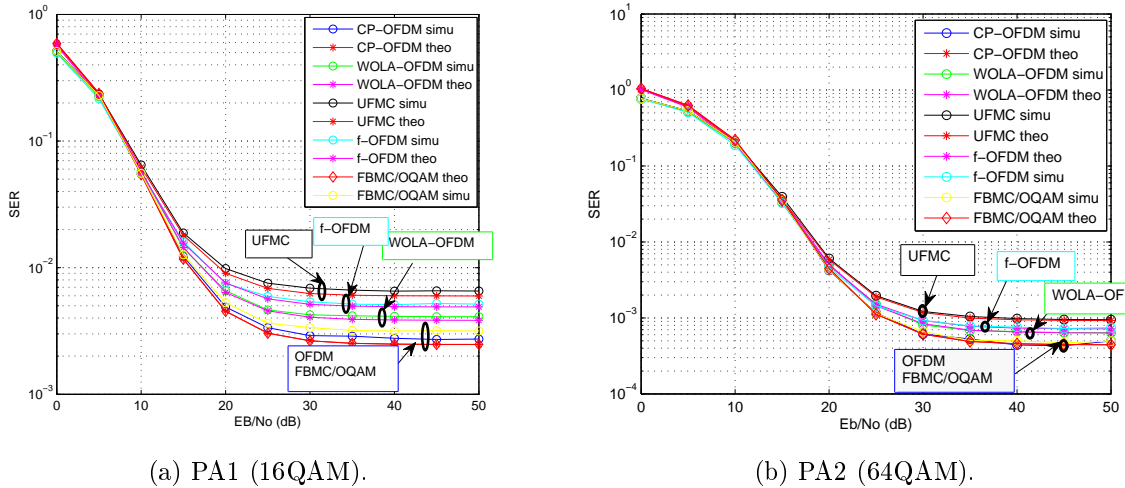 CP-OFDM simu
CP-OFDM theo
WOLA-OFDM simu
WOLA-OFDM theo
UFMC simu
UFMC theo
f-OFDM simu
f-OFDM theo
FBMC/OQAM theo
FBMC/OQAM simu
10^0
10^-1
10^-2
10^-3
SER
UFMC
f-OFDM
WOLA-OFDM
OFDM
FBMC/OQAM
0 10 20 30 40 50
EB/No (dB)
(a) PA1 (16QAM).
CP-OFDM simu
CP-OFDM theo
WOLA-OFDM simu
WOLA-OFDM theo
UFMC simu
UFMC theo
f-OFDM theo
f-OFDM simu
FBMC/OQAM simu
FBMC/OQAM theo
10^1
10^0
10^-1
10^-2
10^-3
10^-4
SER
UFMC
f-OFDM
WOLA-OF
OFDM
FBMC/OQAM
0 10 20 30 40 50
Eb/No (dB)
(b) PA2 (64QAM).